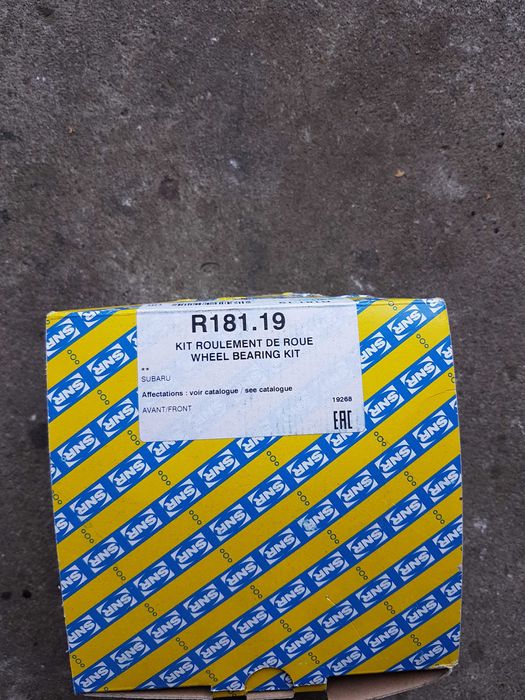 R181.19
KIT ROULEMENT DE ROUE
WHEEL BEARING KIT
**
SUBARU
Affectations : voir catalogue / see catalogue
19268
AVANT/FRONT
EAC
SNR